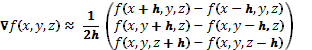 ∇f(x, y, z) ≈ 1/2h ( f(x + h, y, z) − f(x − h, y, z)
f(x, y + h, z) − f(x, y − h, z)
f(x, y, z + h) − f(x, y, z − h) )